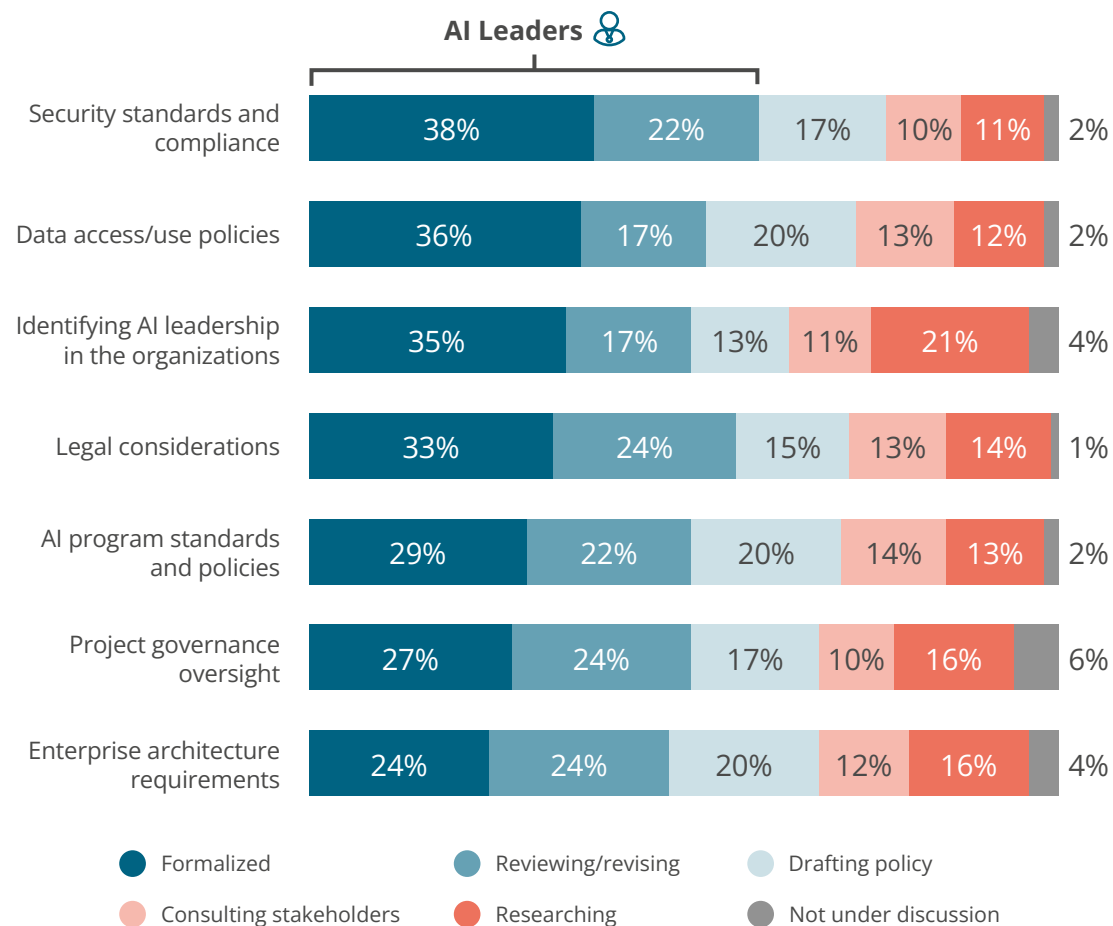 AI Leaders
Security standards and
compliance
38% 22% 17% 10% 11% 2%
Data access/use policies
36% 17% 20% 13% 12% 2%
Identifying AI leadership
in the organizations
35% 17% 13% 11% 21% 4%
Legal considerations
33% 24% 15% 13% 14% 1%
AI program standards
and policies
29% 22% 20% 14% 13% 2%
Project governance
oversight
27% 24% 17% 10% 16% 6%
Enterprise architecture
requirements
24% 24% 20% 12% 16% 4%
Formalized
Reviewing/revising
Drafting policy
Consulting stakeholders
Researching
Not under discussion